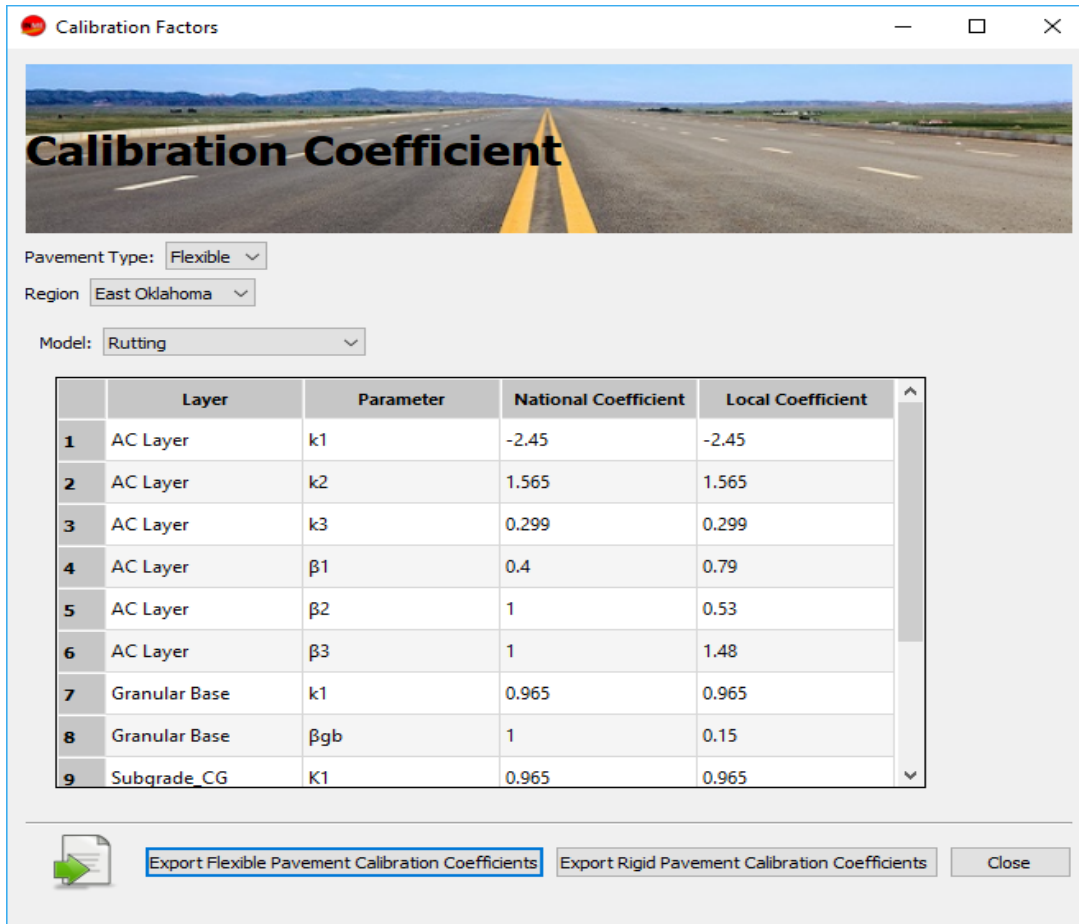 Calibration Factors
Calibration Coefficient
Pavement Type: Flexible
Region East Oklahoma
Model: Rutting
Layer Parameter National Coefficient Local Coefficient
1 AC Layer k1 -2.45 -2.45
2 AC Layer k2 1.565 1.565
3 AC Layer k3 0.299 0.299
4 AC Layer β1 0.4 0.79
5 AC Layer β2 1 0.53
6 AC Layer β3 1 1.48
7 Granular Base k1 0.965 0.965
8 Granular Base βgb 1 0.15
9 Subgrade_CG K1 0.965 0.965
Export Flexible Pavement Calibration Coefficients Export Rigid Pavement Calibration Coefficients Close